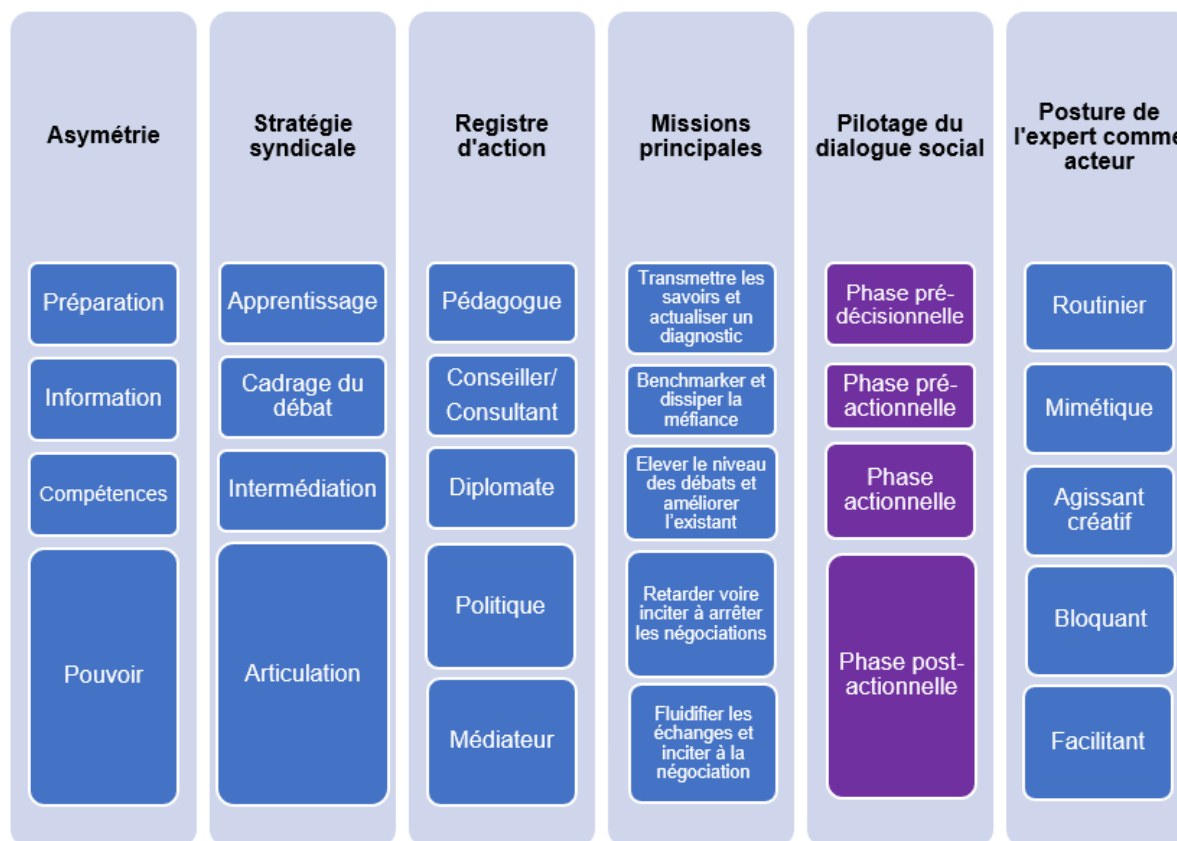 Asymétrie
Stratégie
syndicale
Registre
d'action
Missions
principales
Pilotage du
dialogue social
Posture de
l'expert comme
acteur
Préparation
Apprentissage
Pédagogue
Transmettre les
savoirs et
actualiser un
diagnostic
Phase pré-
décisionnelle
Routinier
Information
Cadrage du
débat
Conseiller/
Consultant
Benchmarker et
dissiper la
méfiance
Phase pré-
actionnelle
Mimétique
Compétences
Intermédiation
Diplomate
Elever le niveau
des débats et
améliorer
l’existant
Phase
actionnelle
Agissant
créatif
Pouvoir
Articulation
Politique
Retarder voire
inciter à arrêter
les négociations
Phase post-
actionnelle
Bloquant
Médiateur
Fluidifier les
échanges et
inciter à la
négociation
Facilitant